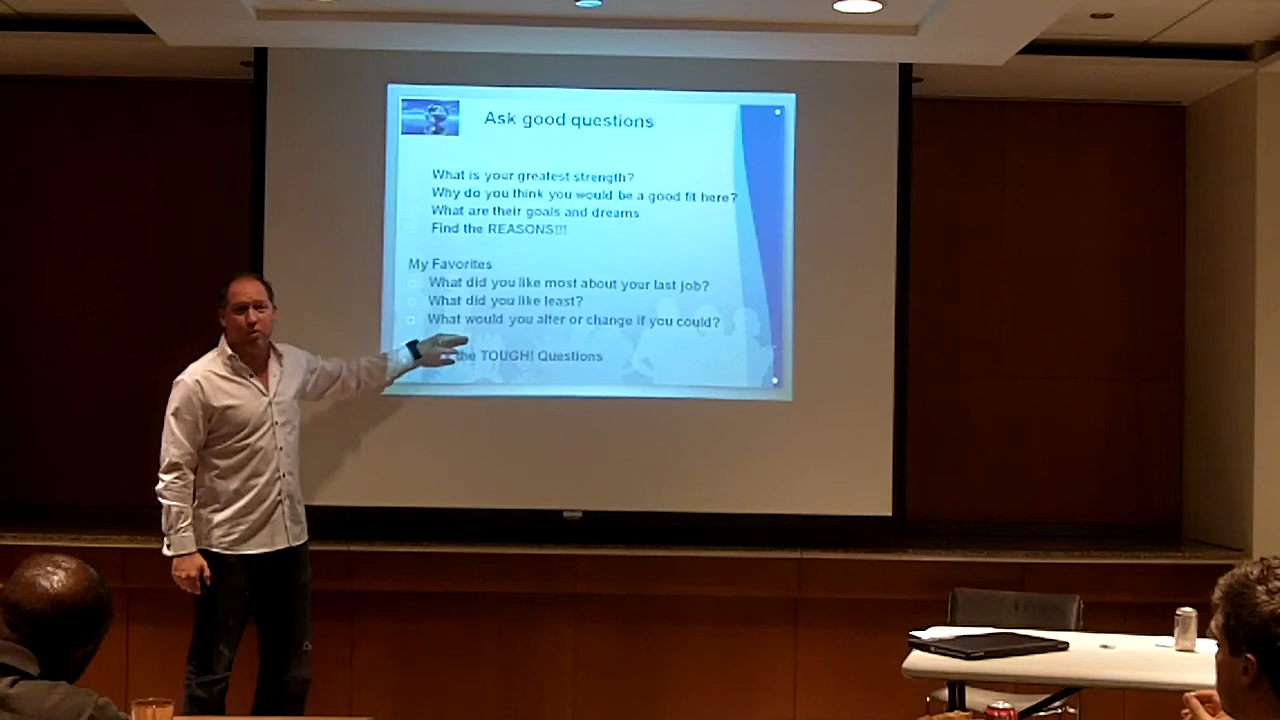 Ask good questions
What is your greatest strength?
Why do you think you would be a good fit here?
What are their goals and dreams
Find the REASONS!!!
My Favorites
What did you like most about your last job?
What did you like least?
What would you alter or change if you could?
the TOUGH! Questions